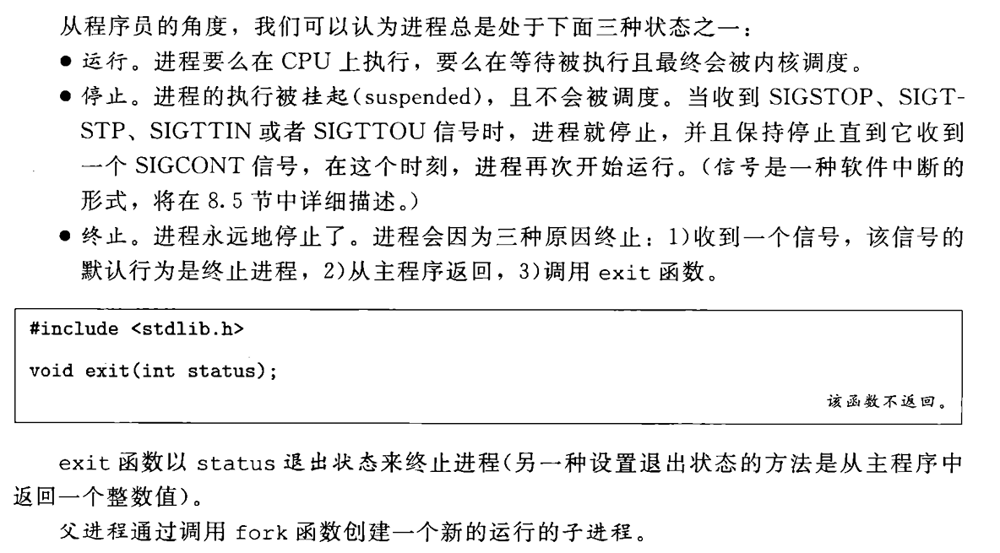 从程序员的角度，我们可以认为进程总是处于下面三种状态之一：
● 运行。进程要么在 CPU 上执行，要么在等待被执行且最终会被内核调度。
● 停止。进程的执行被挂起(suspended)，且不会被调度。当收到 SIGSTOP、SIGT-
STP、SIGTTIN 或者 SIGTTOU 信号时，进程就停止，并且保持停止直到它收到
一个 SIGCONT 信号，在这个时刻，进程再次开始运行。(信号是一种软件中断的
形式，将在 8.5 节中详细描述。)
● 终止。进程永远地停止了。进程会因为三种原因终止：1)收到一个信号，该信号的
默认行为是终止进程，2)从主程序返回，3)调用 exit 函数。
#include <stdlib.h>
void exit(int status);
该函数不返回。
exit 函数以 status 退出状态来终止进程(另一种设置退出状态的方法是从主程序中
返回一个整数值)。
父进程通过调用 fork 函数创建一个新的运行的子进程。